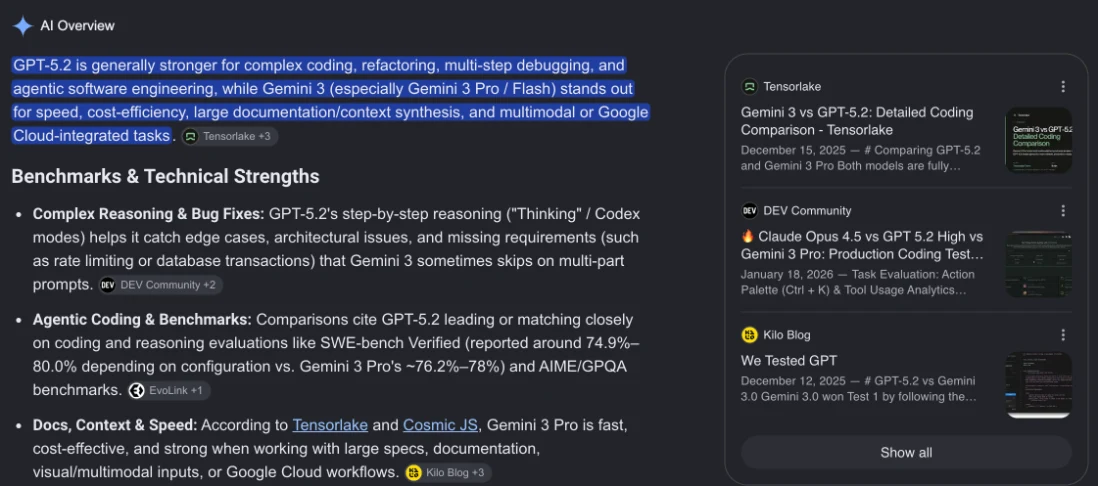 AI Overview
GPT-5.2 is generally stronger for complex coding, refactoring, multi-step debugging, and
agentic software engineering, while Gemini 3 (especially Gemini 3 Pro / Flash) stands out
for speed, cost-efficiency, large documentation/context synthesis, and multimodal or Google
Cloud-integrated tasks. Tensorlake +3
Benchmarks & Technical Strengths
• Complex Reasoning & Bug Fixes: GPT-5.2's step-by-step reasoning ("Thinking" / Codex
modes) helps it catch edge cases, architectural issues, and missing requirements (such
as rate limiting or database transactions) that Gemini 3 sometimes skips on multi-part
prompts. DEV DEV Community +2
• Agentic Coding & Benchmarks: Comparisons cite GPT-5.2 leading or matching closely
on coding and reasoning evaluations like SWE-bench Verified (reported around 74.9%–
80.0% depending on configuration vs. Gemini 3 Pro's ~76.2%–78%) and AIME/GPQA
benchmarks. EvoLink +1
• Docs, Context & Speed: According to Tensorlake and Cosmic JS, Gemini 3 Pro is fast,
cost-effective, and strong when working with large specs, documentation,
visual/multimodal inputs, or Google Cloud workflows. Kilo Blog +3
Tensorlake
Gemini 3 vs GPT-5.2: Detailed Coding
Comparison - Tensorlake
December 15, 2025 — # Comparing GPT-5.2
and Gemini 3 Pro Both models are fully...
Gemini 3 vs GPT-5.2
Detailed Coding
Comparison
DEV DEV Community
🔥 Claude Opus 4.5 vs GPT 5.2 High vs
Gemini 3 Pro: Production Coding Test...
January 18, 2026 — Task Evaluation: Action
Palette (Ctrl + K) & Tool Usage Analytics...
Kilo Blog
We Tested GPT
December 12, 2025 — # GPT-5.2 vs Gemini
3.0 Gemini 3.0 won Test 1 by following the...
Show all